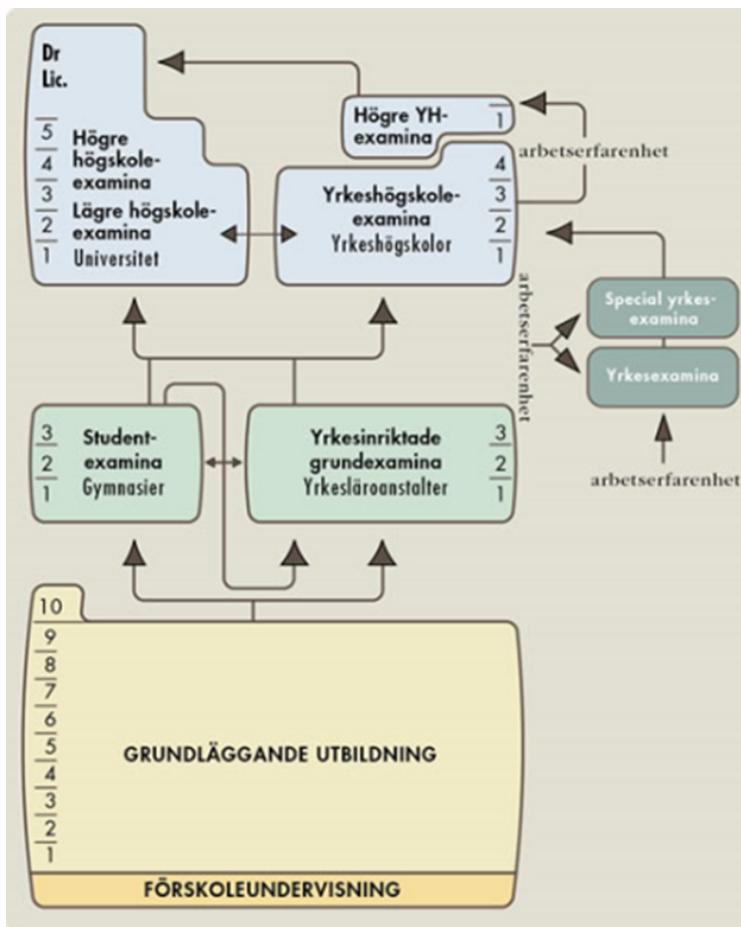 Dr
Lic.
5
4
3
2
1
Högre
högskole-
examina
Lägre högskole-
examina
Universitet
Högre YH-
examina
1
arbetserfarenhet
Yrkeshögskole-
examina
Yrkeshögskolor
4
3
2
1
arbetserfarenhet
Special yrkes-
examina
Yrkesexamina
arbetserfarenhet
3
2
1
Student-
examina
Gymnasier
Yrkesinriktade
grundexamina
Yrkesläroanstalter
3
2
1
10
9
8
7
6
5
4
3
2
1
GRUNDLÄGGANDE UTBILDNING
FÖRSKOLEUNDERVISNING